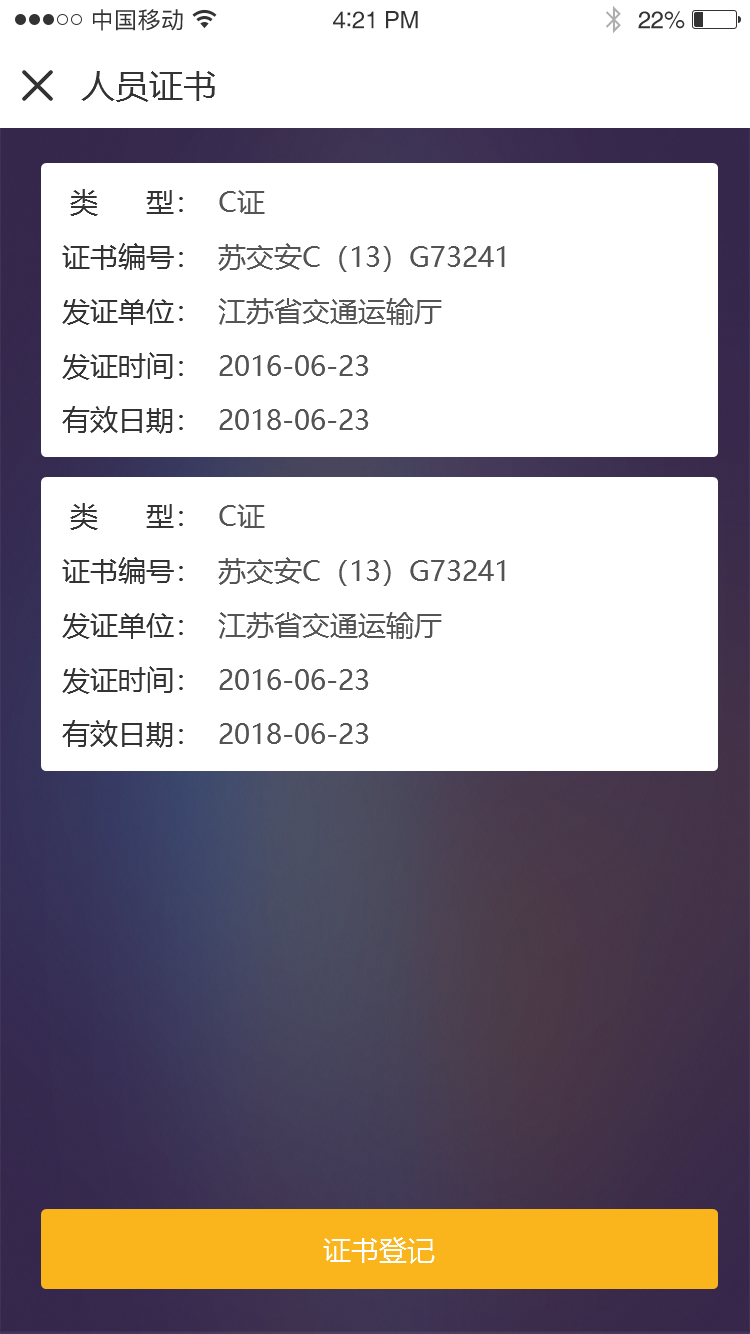 中国移动 4:21 PM 22%
人员证书
类 型： C证
证书编号： 苏交安C（13）G73241
发证单位： 江苏省交通运输厅
发证时间： 2016-06-23
有效日期： 2018-06-23
类 型： C证
证书编号： 苏交安C（13）G73241
发证单位： 江苏省交通运输厅
发证时间： 2016-06-23
有效日期： 2018-06-23
证书登记